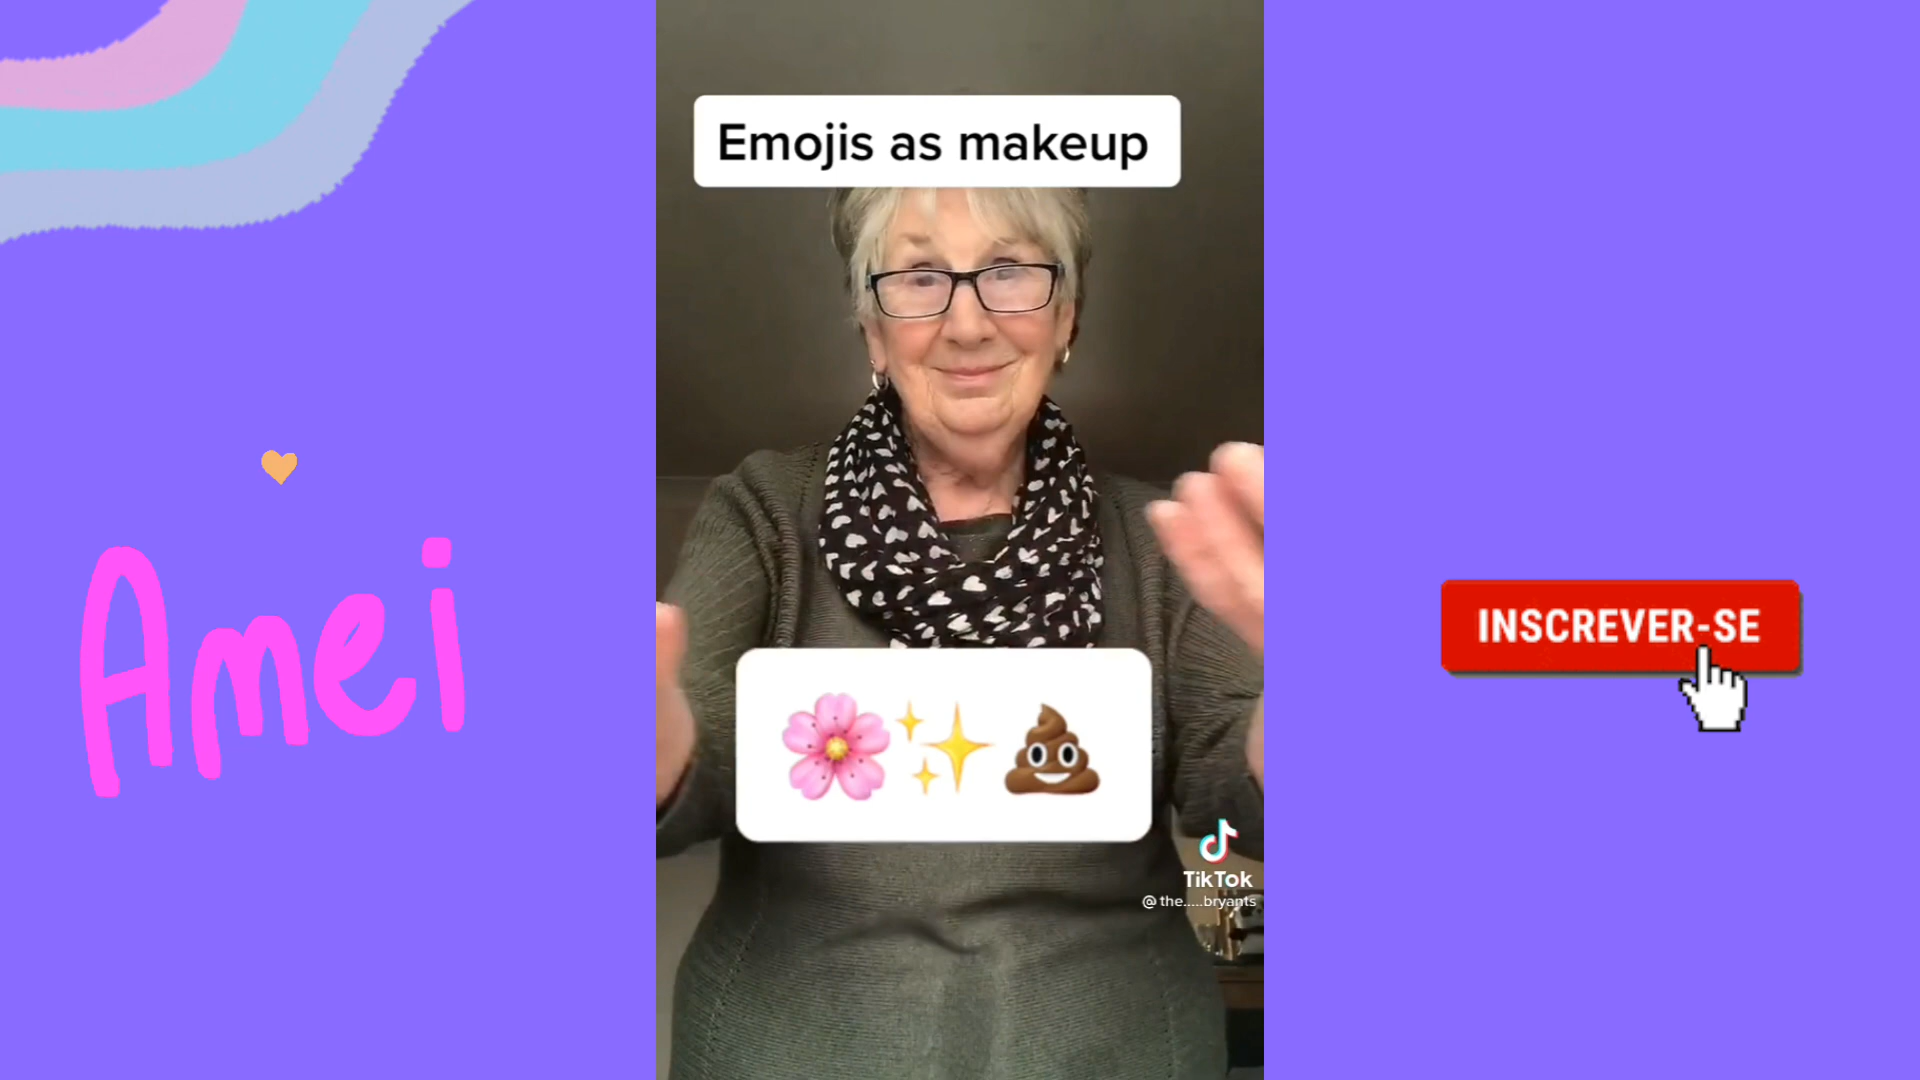 Emojis as makeup
Amei
INSCREVER-SE
TikTok
@the.....bryants